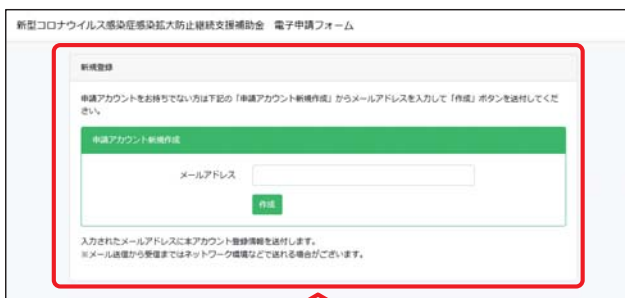 新型コロナウイルス感染症感染拡大防止継続支援補助金　電子申請フォーム
新規登録
申請アカウントをお持ちでない方は下記の「申請アカウント新規作成」からメールアドレスを入力して「作成」ボタンを送付してくだ
さい。
申請アカウント新規作成
メールアドレス
作成
入力されたメールアドレスに本アカウント登録情報を送付します。
※メール送信から受信まではネットワーク環境などで送れる場合がございます。